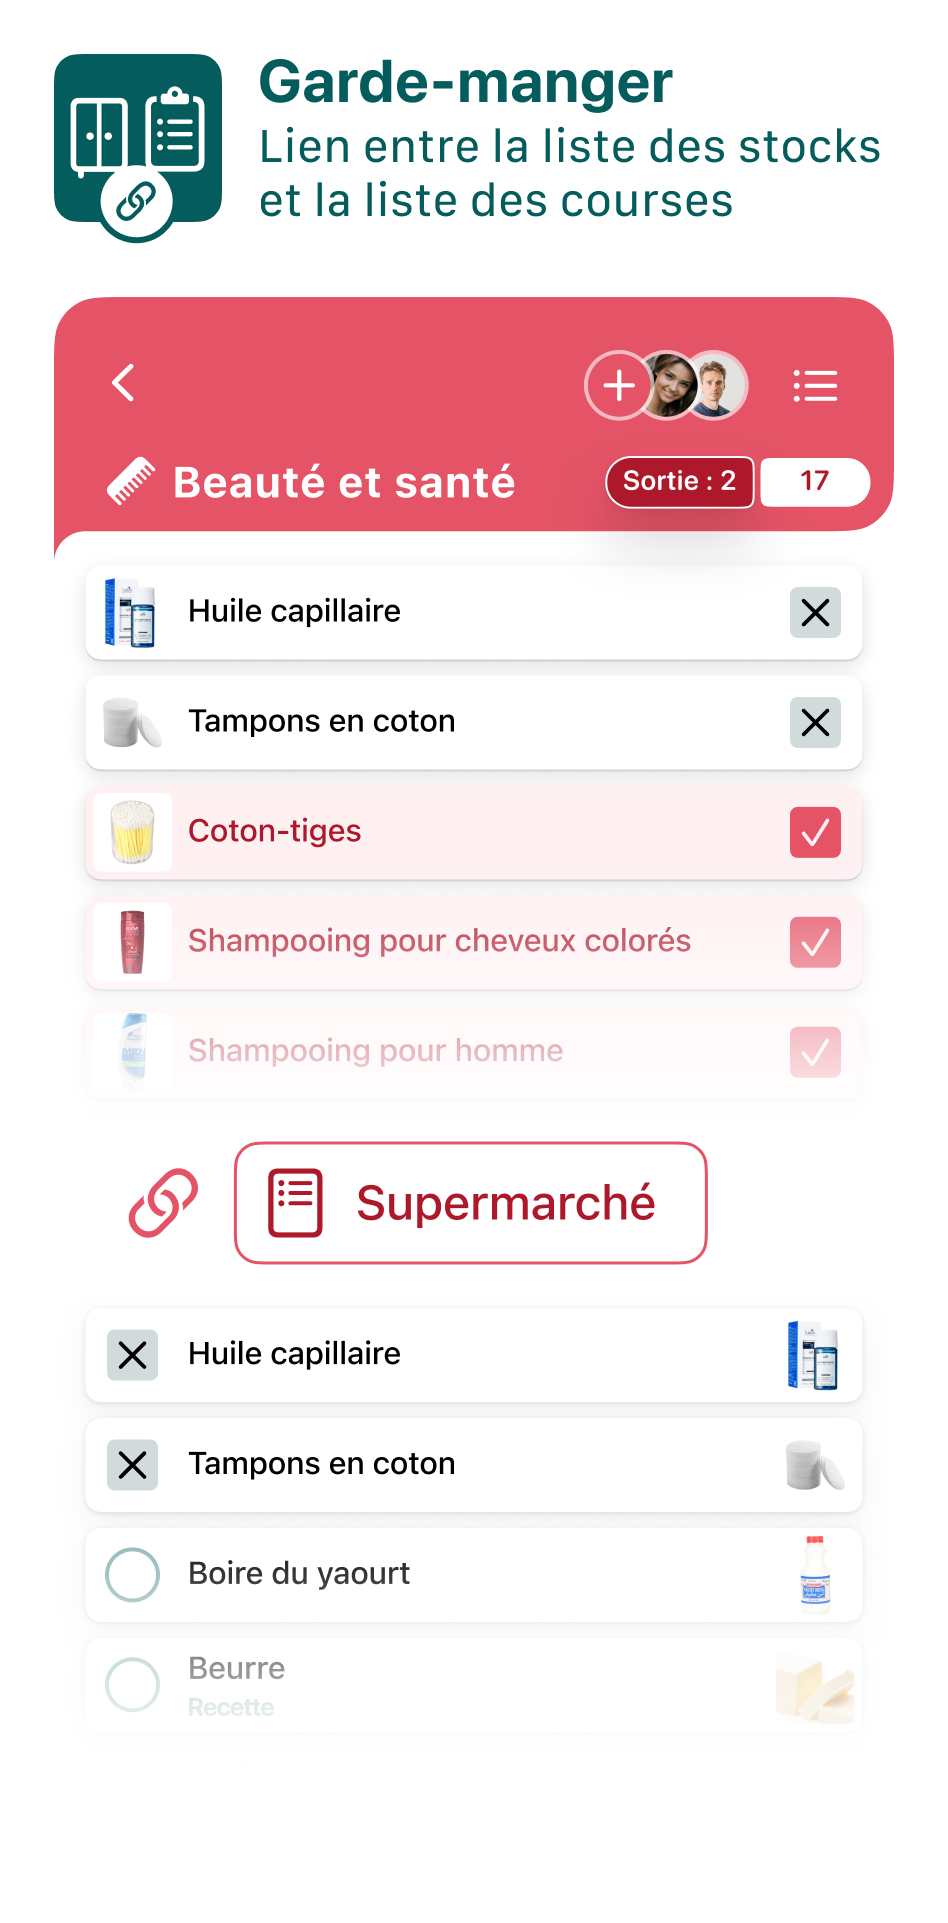 Garde-manger
Lien entre la liste des stocks
et la liste des courses
Beauté et santé
Sortie : 2
17
Huile capillaire
Tampons en coton
Coton-tiges
Shampooing pour cheveux colorés
Shampooing pour homme
Supermarché
Huile capillaire
Tampons en coton
Boire du yaourt
Beurre
Recette